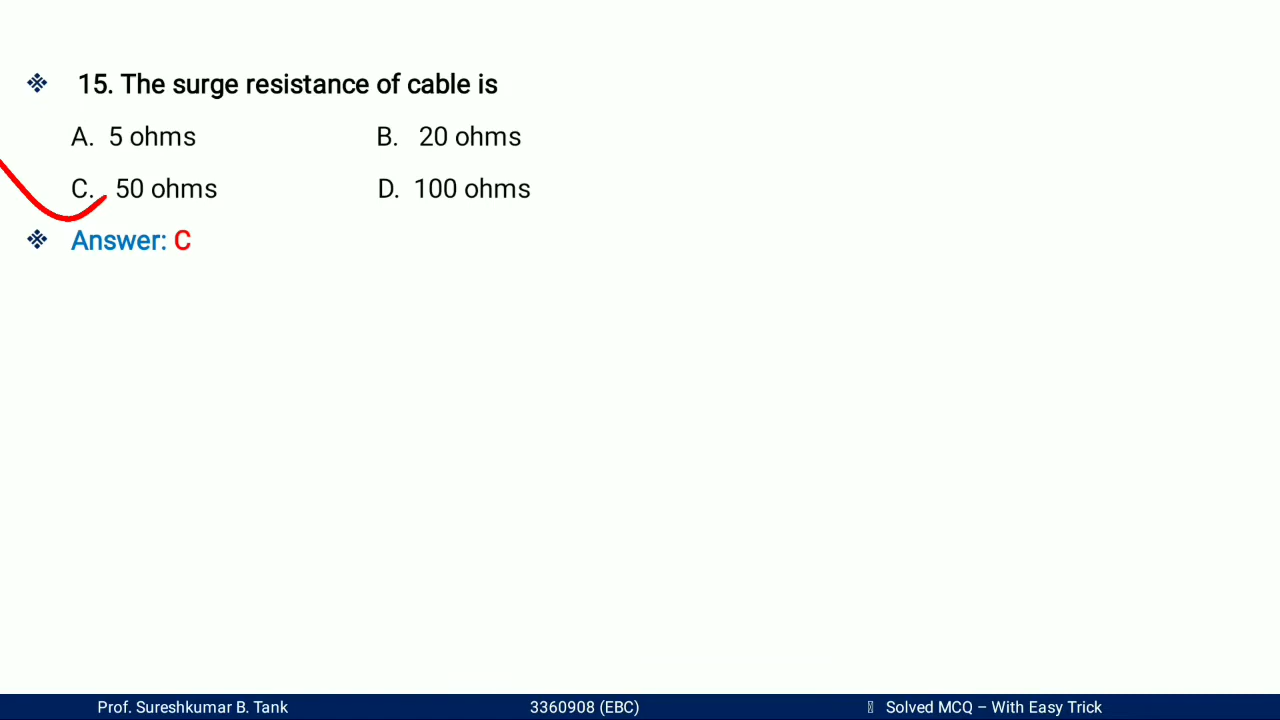 ❖ 15. The surge resistance of cable is
A. 5 ohms B. 20 ohms
C. 50 ohms D. 100 ohms
❖ Answer: C
Prof. Sureshkumar B. Tank 3360908 (EBC) Solved MCQ – With Easy Trick